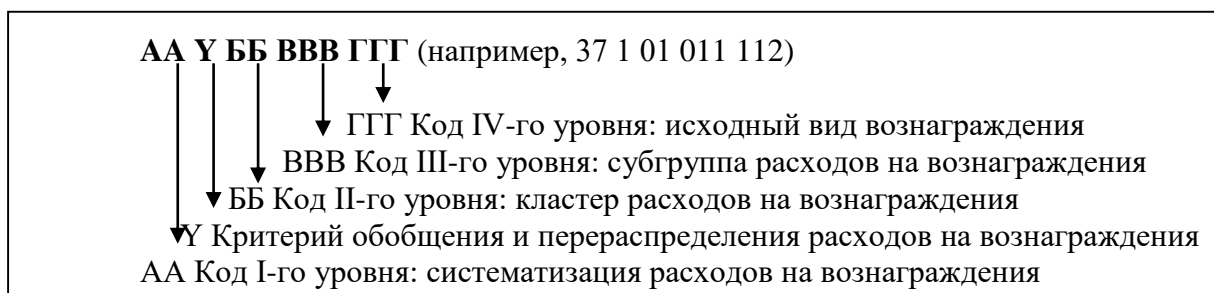 АА Y ББ ВВВ ГГГ (например, 37 1 01 011 112)
ГГГ Код IV-го уровня: исходный вид вознаграждения
ВВВ Код III-го уровня: субгруппа расходов на вознаграждения
ББ Код II-го уровня: кластер расходов на вознаграждения
Y Критерий обобщения и перераспределения расходов на вознаграждения
АА Код I-го уровня: систематизация расходов на вознаграждения